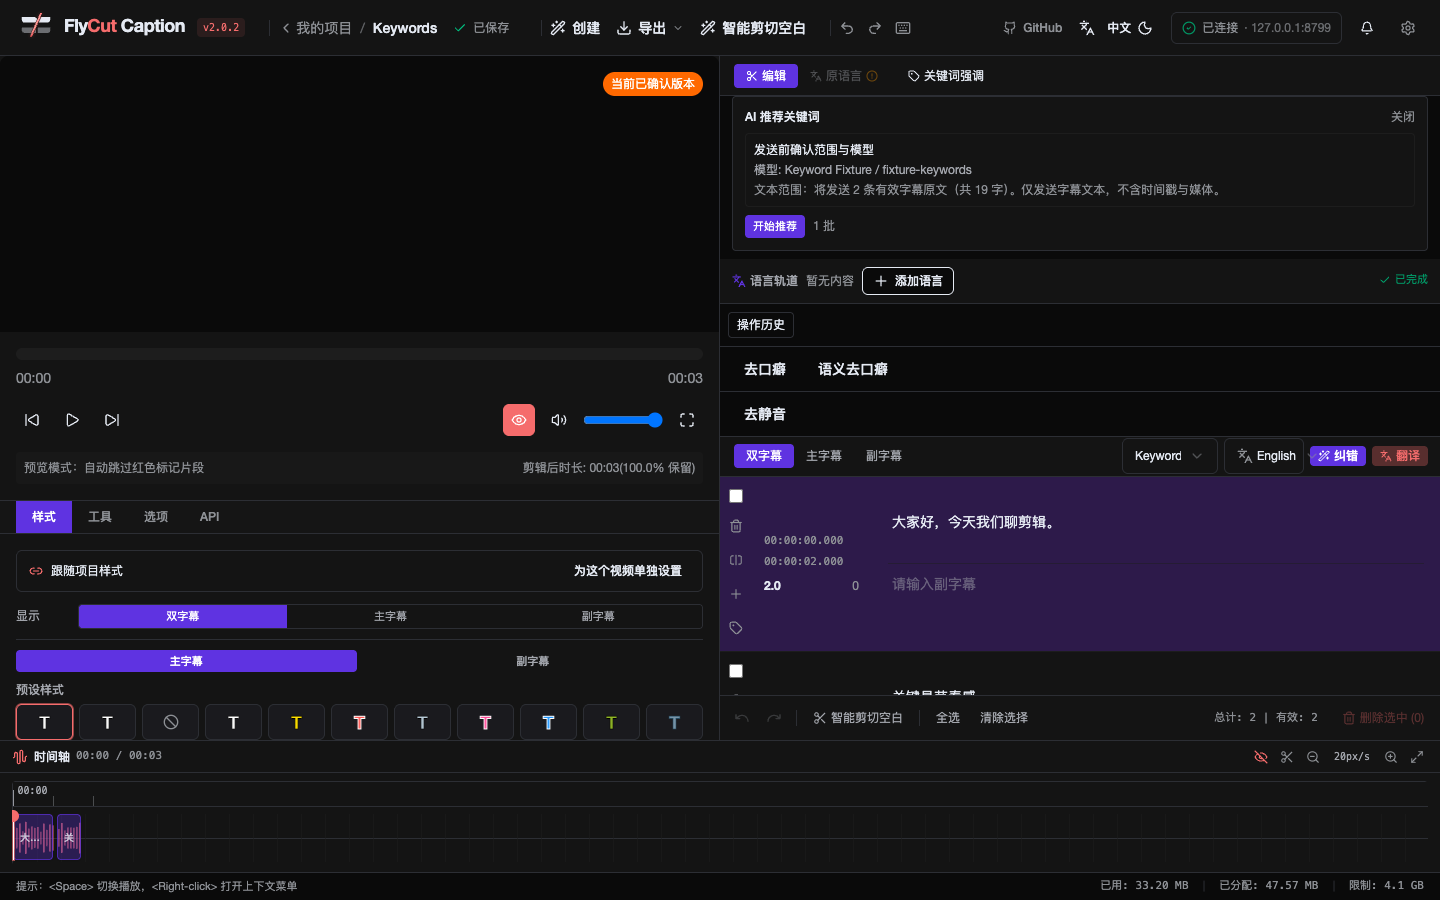 FlyCut Caption v2.0.2 我的项目 / Keywords 已保存 创建 导出 智能剪切空白 GitHub 中文 已连接 · 127.0.0.1:8799
当前已确认版本
00:00 00:03
预览模式：自动跳过红色标记片段 剪辑后时长: 00:03(100.0% 保留)
样式 工具 选项 API
跟随项目样式 为这个视频单独设置
显示 双字幕 主字幕 副字幕
主字幕 副字幕
预设样式
T T T T T T T T T T
编辑 原语言 关键词强调
AI 推荐关键词 关闭
发送前确认范围与模型
模型: Keyword Fixture / fixture-keywords
文本范围：将发送 2 条有效字幕原文（共 19 字）。仅发送字幕文本，不含时间戳与媒体。
开始推荐 1 批
语言轨道 暂无内容 添加语言 已完成
操作历史
去口癖 语义去口癖
去静音
双字幕 主字幕 副字幕 Keyword English 纠错 翻译
大家好，今天我们聊剪辑。
00:00:00.000
00:00:02.000
2.0 0 请输入副字幕
关键是节奏感
智能剪切空白 全选 清除选择 总计: 2 | 有效: 2 删除选中 (0)
时间轴 00:00 / 00:03 20px/s
00:00
大... 关
提示：<Space> 切换播放，<Right-click> 打开上下文菜单 已用: 33.20 MB 已分配: 47.57 MB 限制: 4.1 GB